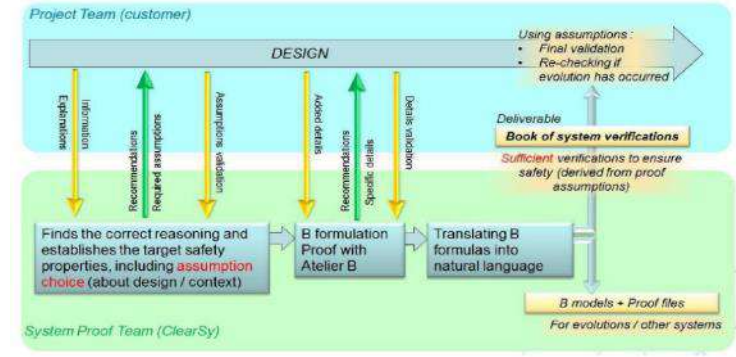 Project Team (customer)
DESIGN
Using assumptions :
• Final validation
• Re-checking if
evolution has occurred
Information
Explanations
Recommendations
Required assumptions
Assumptions validation
Added details
Recommendations
Specific details
Details validation
Deliverable
Book of system verifications
Sufficient verifications to ensure
safety (derived from proof
assumptions)
Finds the correct reasoning and
establishes the target safety
properties, including assumption
choice (about design / context)
B formulation
Proof with
Atelier B
Translating B
formulas into
natural language
B models + Proof files
For evolutions / other systems
System Proof Team (ClearSy)